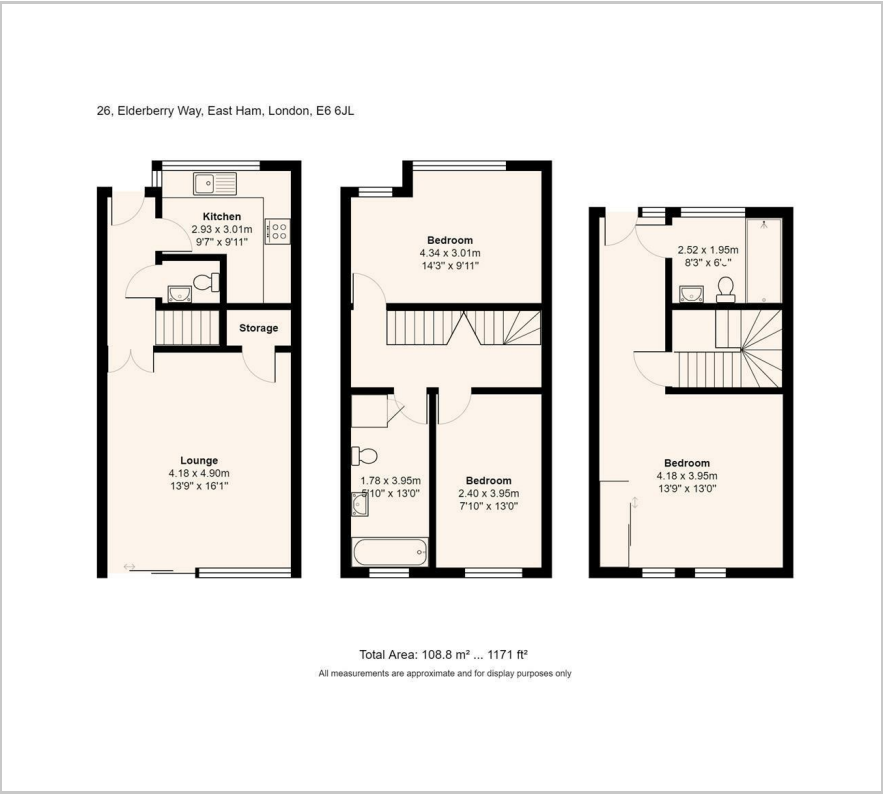 26, Elderberry Way, East Ham, London, E6 6JL
Kitchen
2.93 x 3.01m
9'7" x 9'11"
Storage
Lounge
4.18 x 4.90m
13'9" x 16'1"
Bedroom
4.34 x 3.01m
14'3" x 9'11"
1.78 x 3.95m
5'10" x 13'0"
Bedroom
2.40 x 3.95m
7'10" x 13'0"
2.52 x 1.95m
8'3" x
Bedroom
4.18 x 3.95m
13'9" x 13'0"
Total Area: 108.8 m² ... 1171 ft²
All measurements are approximate and for display purposes only